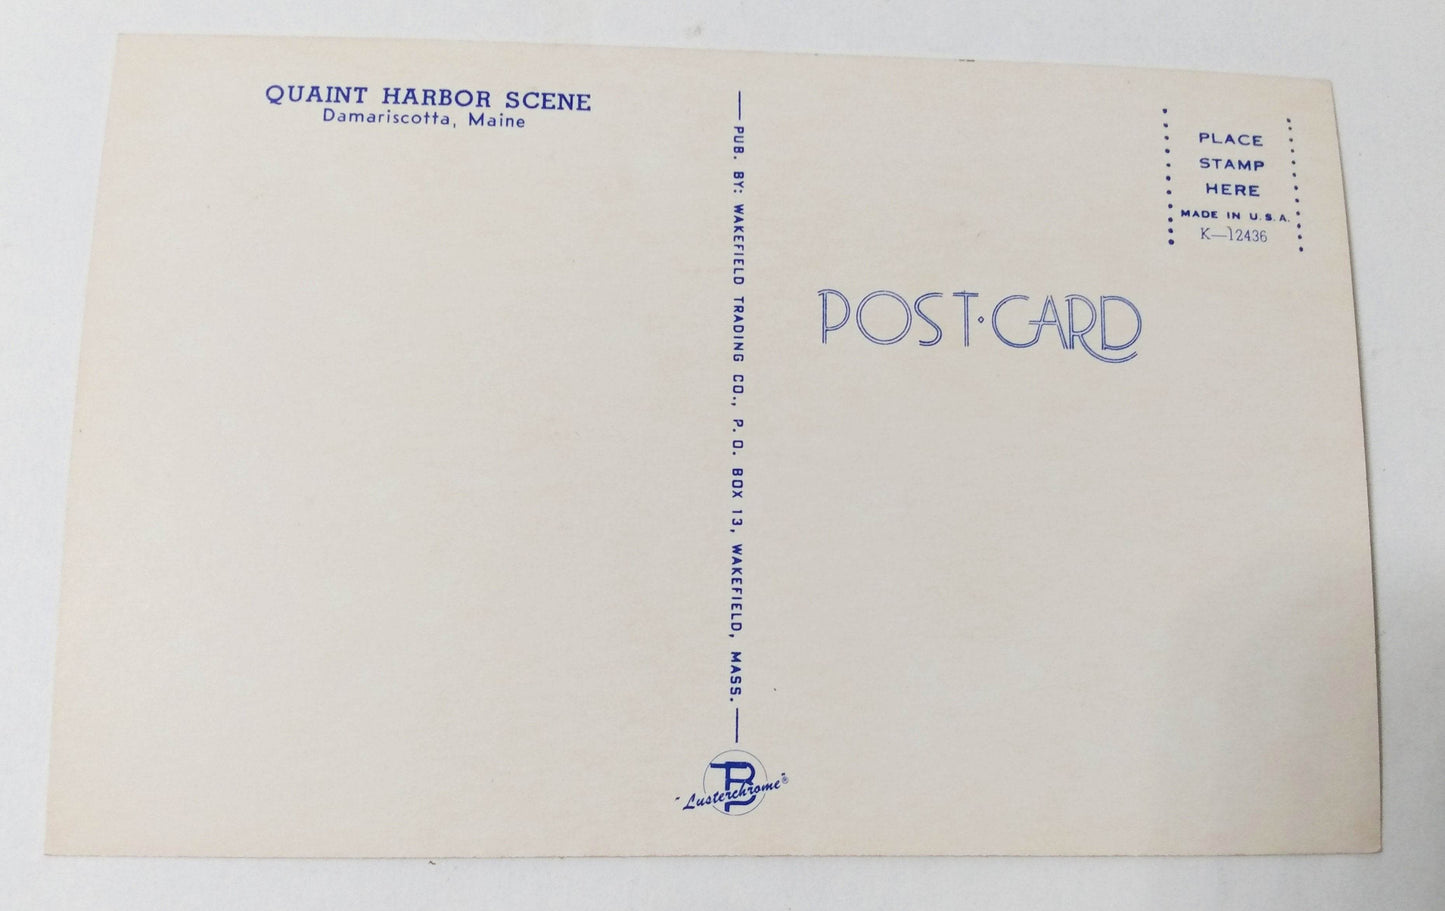 QUAINT HARBOR SCENE
Damariscotta, Maine
PUB. BY: WAKEFIELD TRADING CO., P. O. BOX 13, WAKEFIELD, MASS.
PLACE
STAMP
HERE
MADE IN U.S.A.
K—12436
POST·CARD
TB
"Lusterchrome"®